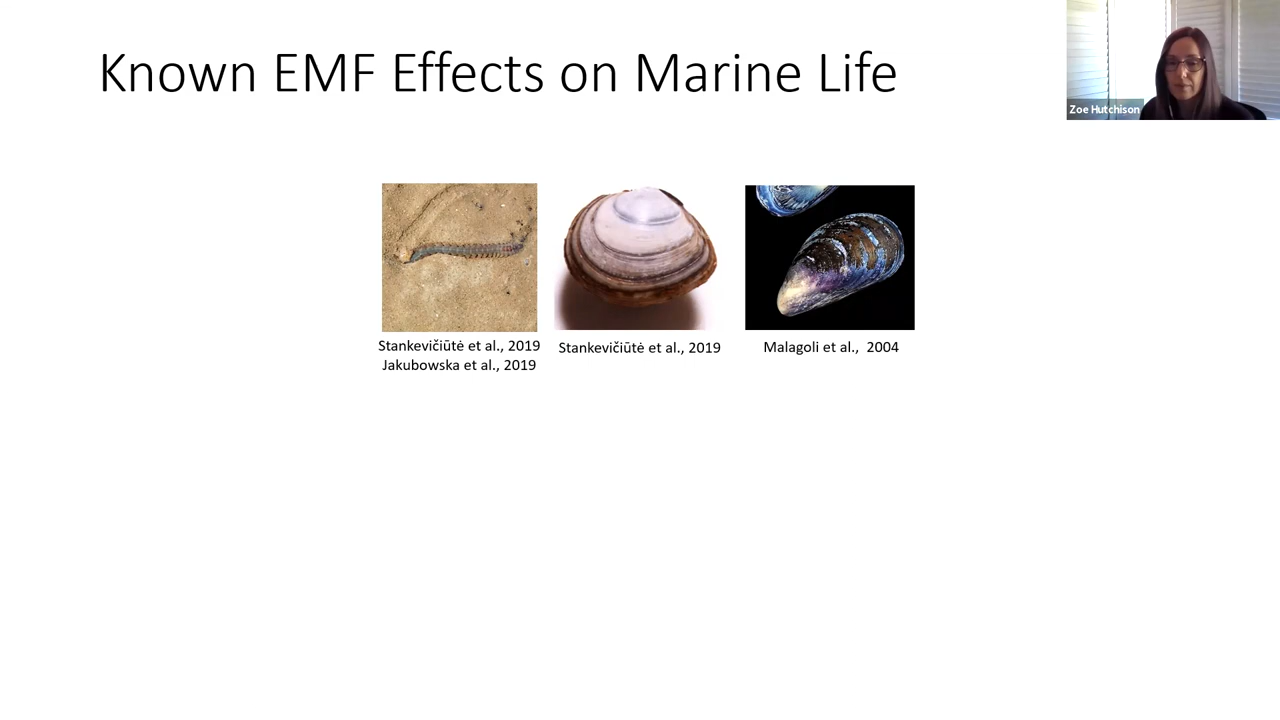 Known EMF Effects on Marine Life
Zoe Hutchison
Stankevičiūtė et al., 2019
Jakubowska et al., 2019
Stankevičiūtė et al., 2019
Malagoli et al., 2004